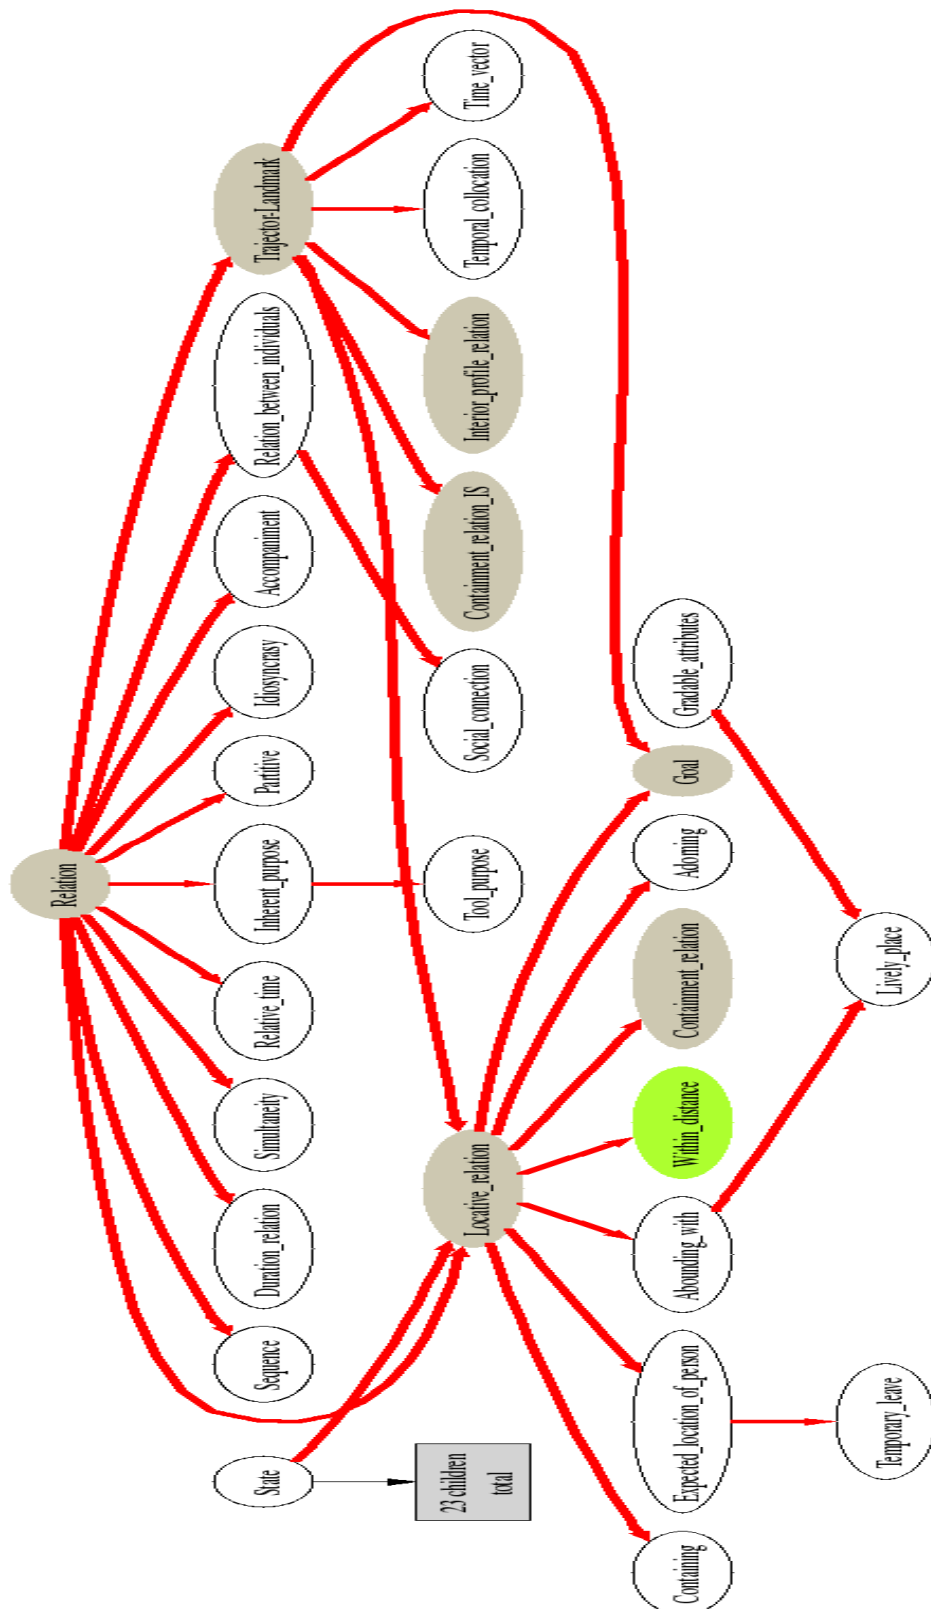 Relation
State
Sequence
Duration_relation
Simultaneity
Relative_time
Inherent_purpose
Partitive
Idiosyncrasy
Accompaniment
Relation_between_individuals
Trajector-Landmark
23 children
total
Locative_relation
Tool_purpose
Social_connection
Containment_relation_IS
Interior_profile_relation
Temporal_collocation
Time_vector
Containing
Expected_location_of_person
Abounding_with
Within_distance
Containment_relation
Adorning
Goal
Gradable_attributes
Temporary_leave
Lively_place